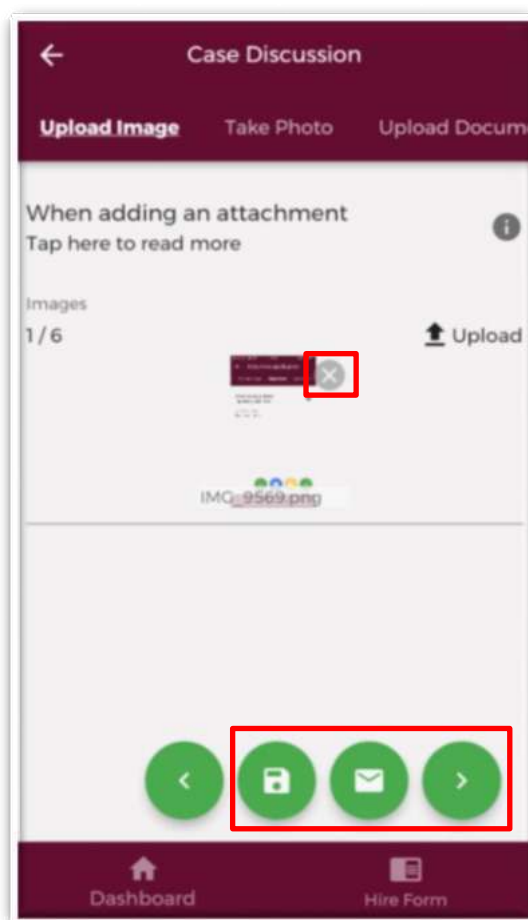 Case Discussion
Upload Image Take Photo Upload Docum
When adding an attachment
Tap here to read more
Images
1 / 6
Upload
IMG_9569.png
Dashboard Hire Form